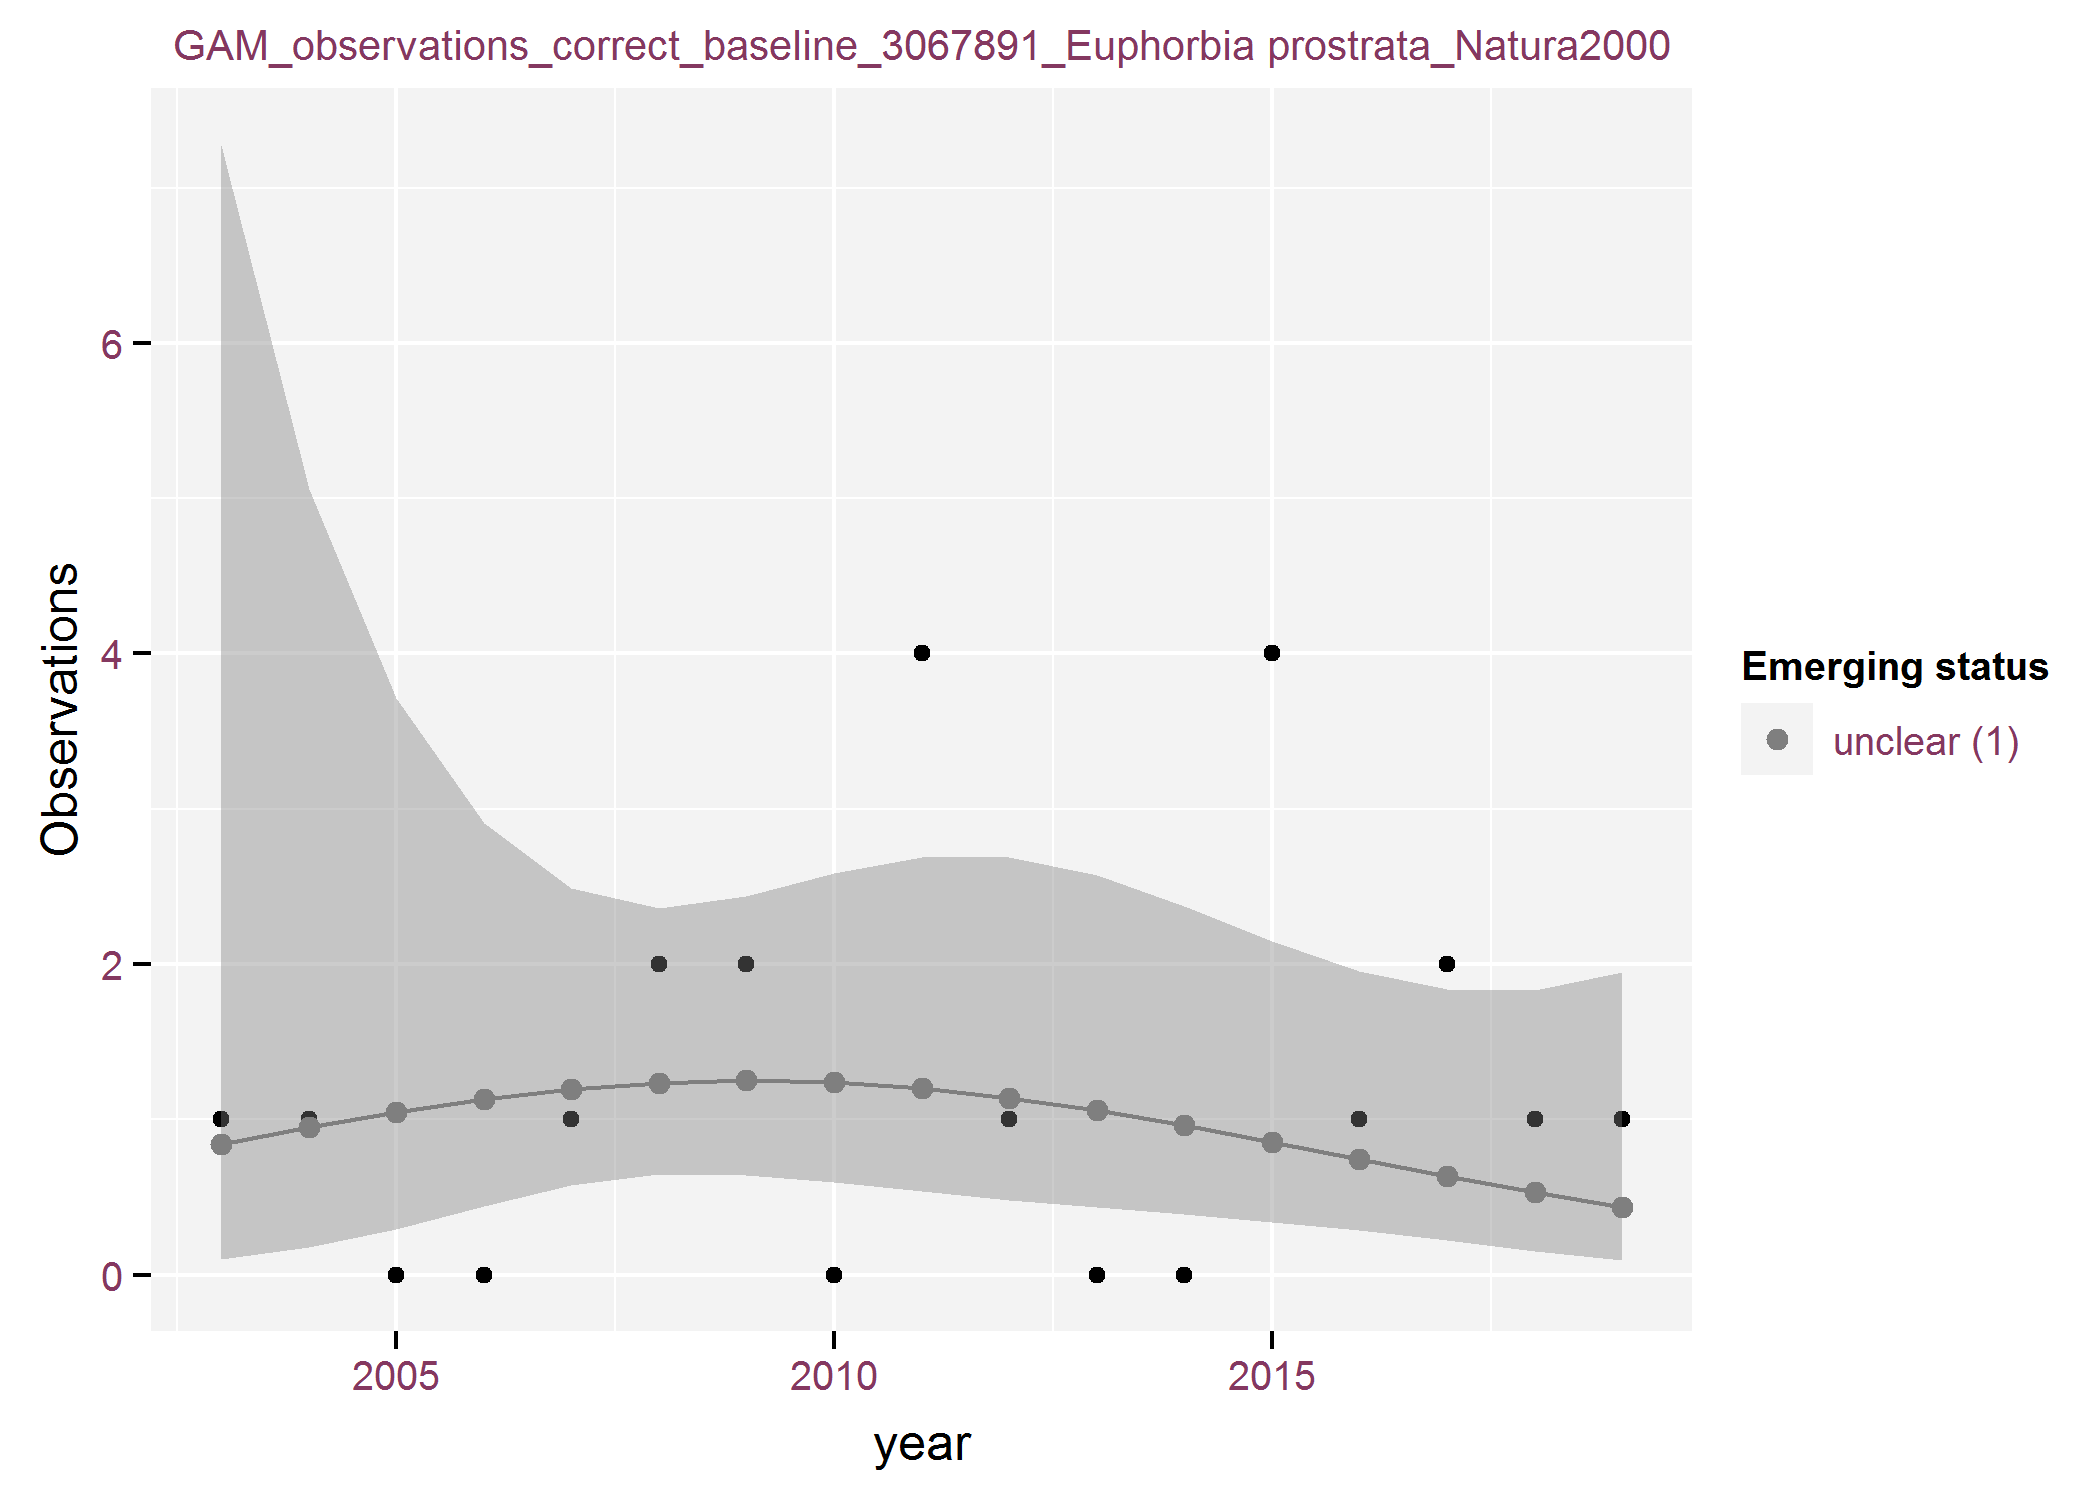 GAM_observations_correct_baseline_3067891_Euphorbia prostrata_Natura2000
Observations
6
4
2
0
2005
2010
2015
year
Emerging status
unclear (1)